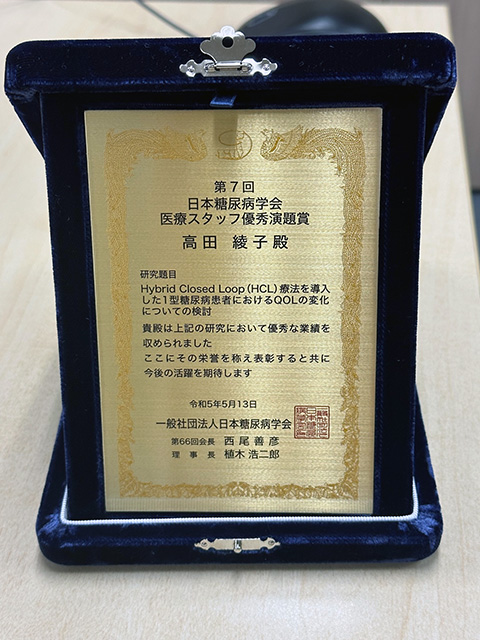 第7回
日本糖尿病学会
医療スタッフ優秀演題賞
高田 綾子殿
研究題目
Hybrid Closed Loop(HCL)療法を導入
した1型糖尿病患者におけるQOLの変化
についての検討
貴殿は上記の研究において優秀な業績を
収められました
ここにその栄誉を称え表彰すると共に
今後の活躍を期待します
令和5年5月13日
一般社団法人日本糖尿病学会
第66回会長 西尾善彦
理事長 植木浩二郎